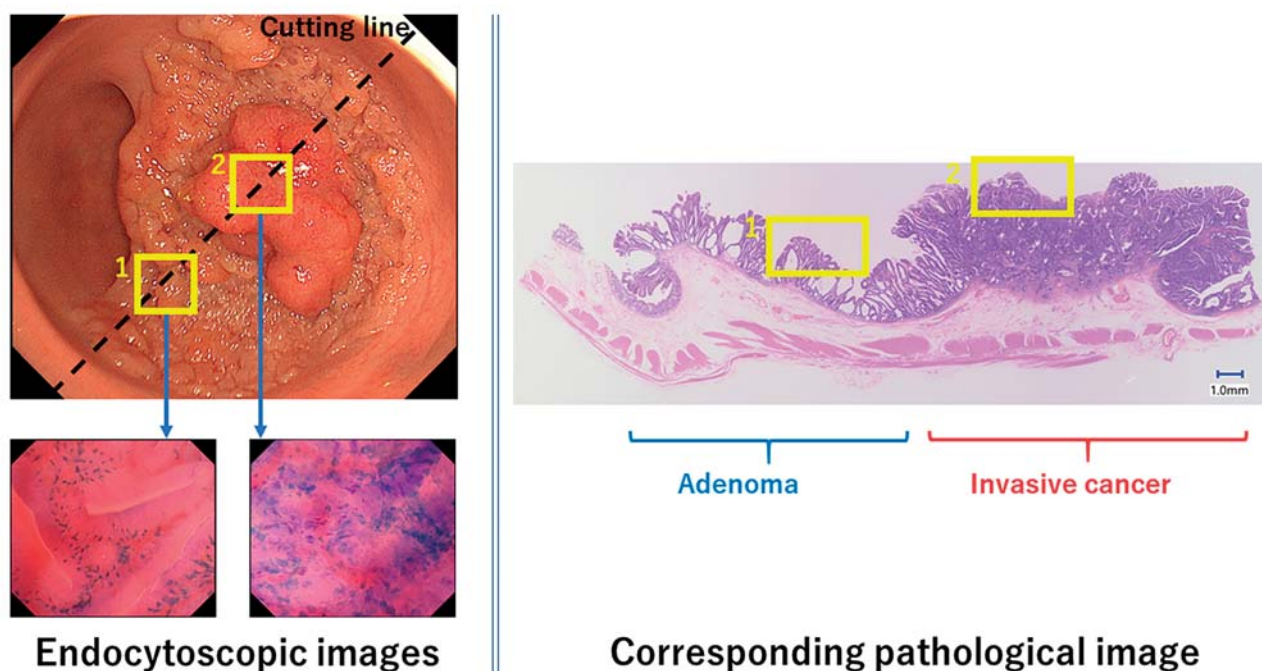 Cutting line
2
1
Endocytoscopic images
2
1
1.0mm
Adenoma
Invasive cancer
Corresponding pathological image